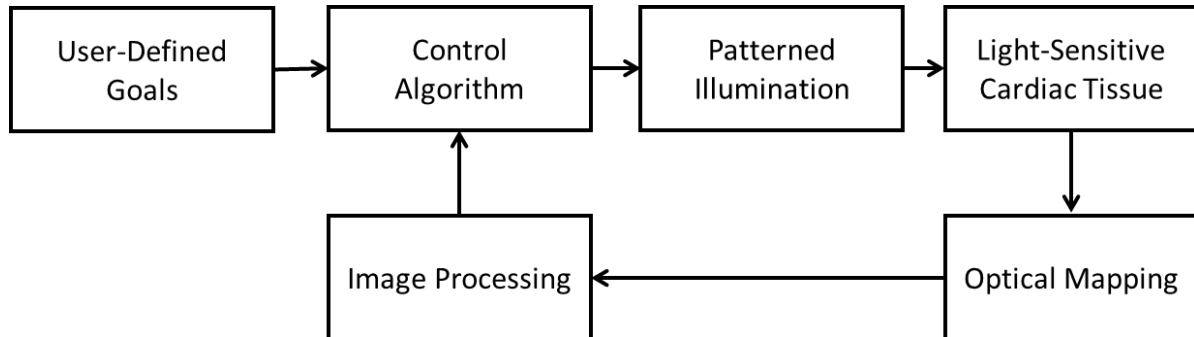 User-Defined
Goals
Control
Algorithm
Patterned
Illumination
Light-Sensitive
Cardiac Tissue
Image Processing
Optical Mapping